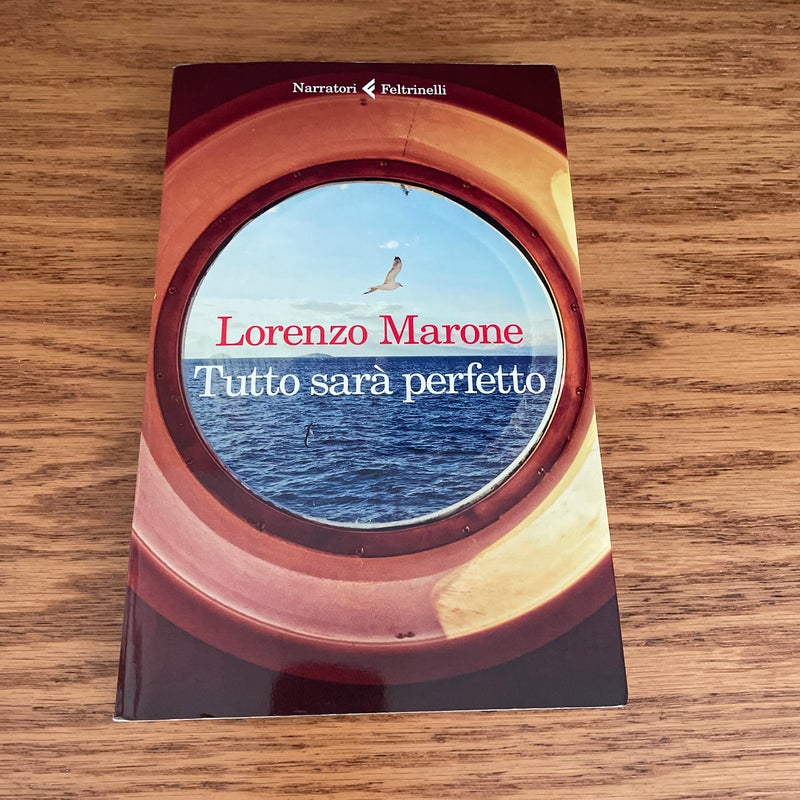 Narratori Feltrinelli
Lorenzo Marone
Tutto sarà perfetto